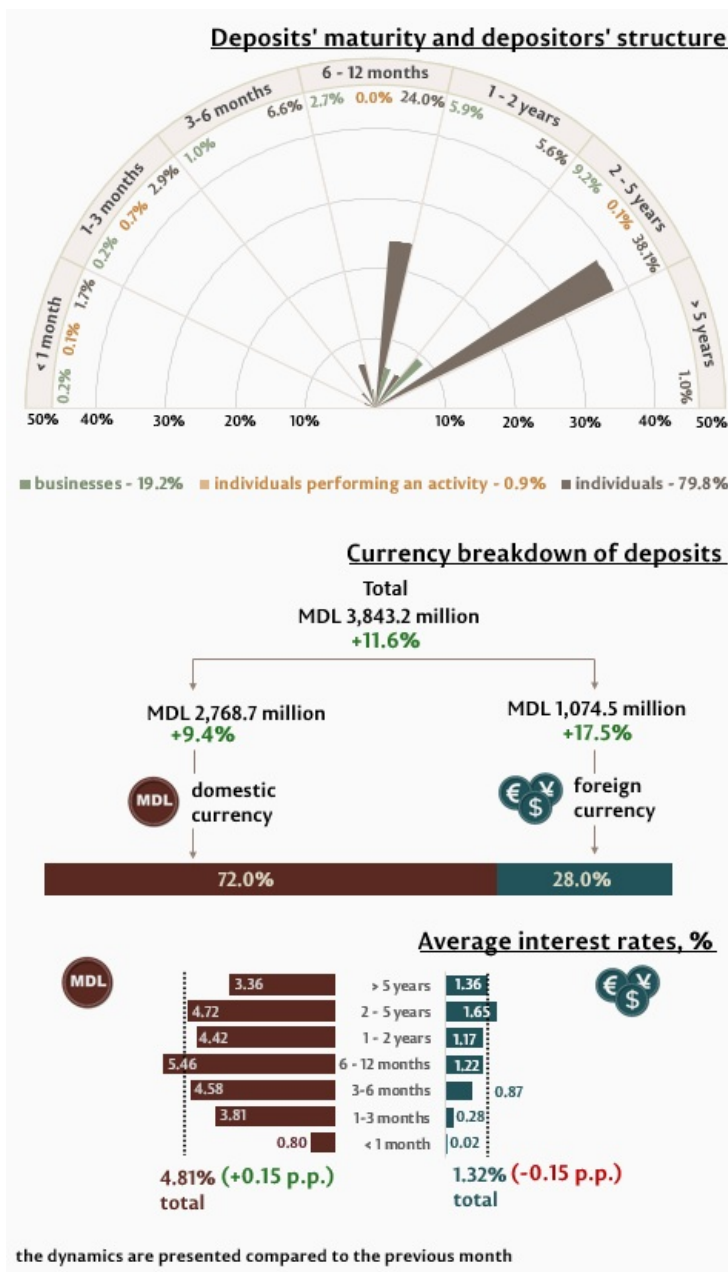 Deposits' maturity and depositors' structure
6 - 12 months
3-6 months
1 - 2 years
6.6% 2.7% 0.0% 24.0% 5.9%
1.0%
5.6%
1-3 months
2.9%
0.7%
0.2%
9.2%
0.1%
38.1%
2 - 5 years
< 1 month
1.7%
0.1%
0.2%
> 5 years
1.0%
50% 40% 30% 20% 10% 10% 20% 30% 40% 50%
businesses - 19.2% individuals performing an activity - 0.9% individuals - 79.8%
Currency breakdown of deposits
Total
MDL 3,843.2 million
+11.6%
MDL 2,768.7 million
+9.4%
MDL 1,074.5 million
+17.5%
MDL
domestic
currency
€ ¥ $
foreign
currency
72.0% 28.0%
Average interest rates, %
MDL
€ ¥ $
3.36 > 5 years 1.36
4.72 2 - 5 years 1.65
4.42 1 - 2 years 1.17
5.46 6 - 12 months 1.22
4.58 3-6 months 0.87
3.81 1-3 months 0.28
0.80 < 1 month 0.02
4.81% (+0.15 p.p.)
total
1.32% (-0.15 p.p.)
total
the dynamics are presented compared to the previous month